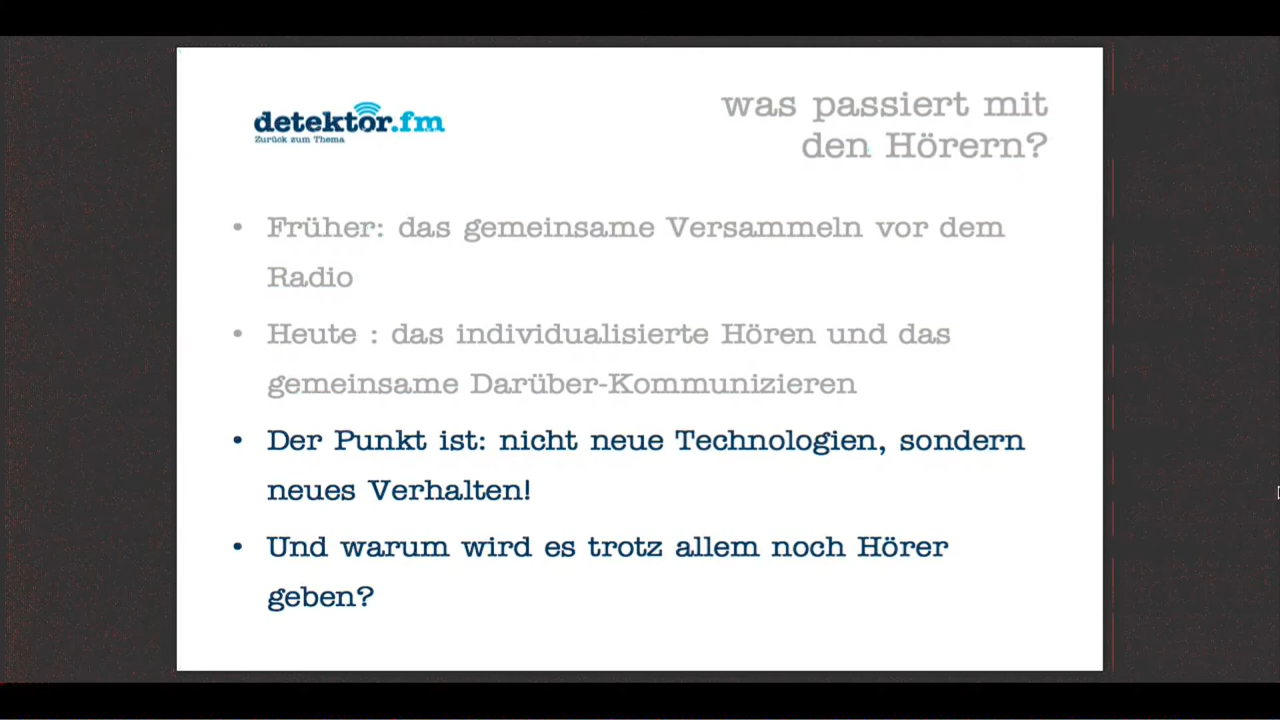 detektor.fm
Zurück zum Thema
was passiert mit
den Hörern?
• Früher: das gemeinsame Versammeln vor dem
Radio
• Heute : das individualisierte Hören und das
gemeinsame Darüber-Kommunizieren
• Der Punkt ist: nicht neue Technologien, sondern
neues Verhalten!
• Und warum wird es trotz allem noch Hörer
geben?